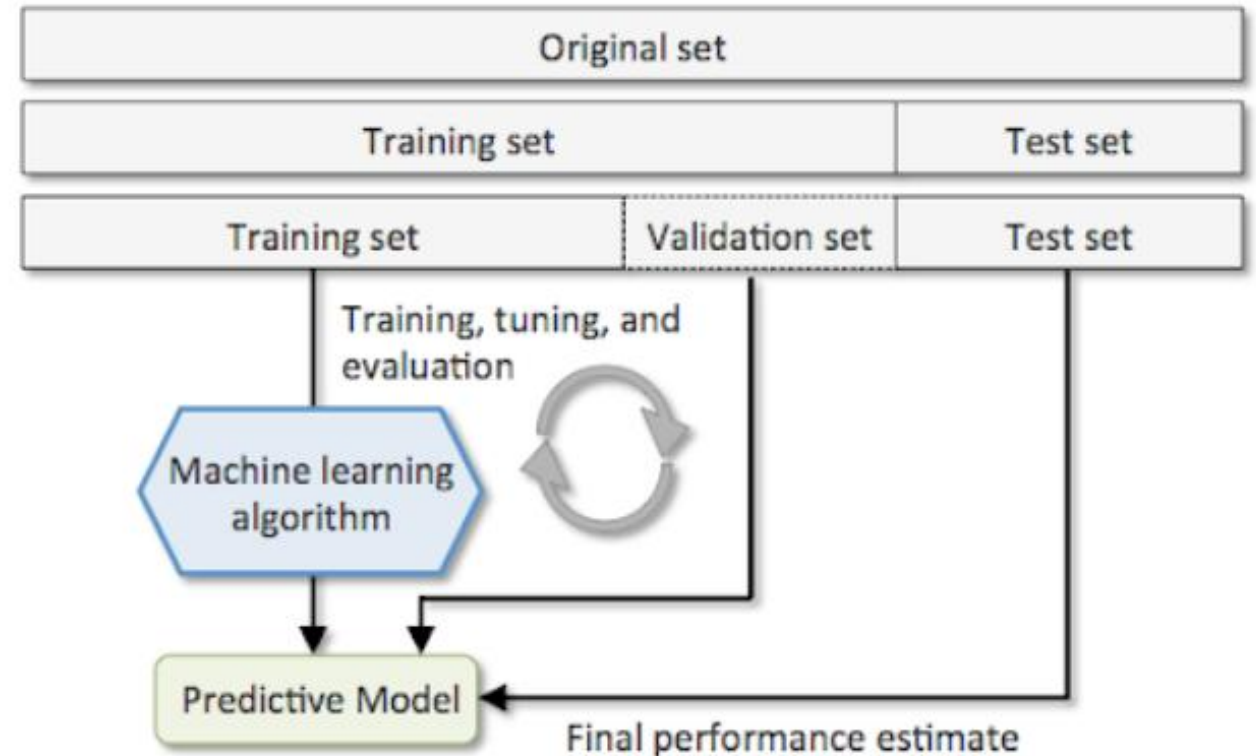 Original set
Training set
Test set
Training set
Validation set
Test set
Training, tuning, and
evaluation
Machine learning
algorithm
Predictive Model
Final performance estimate